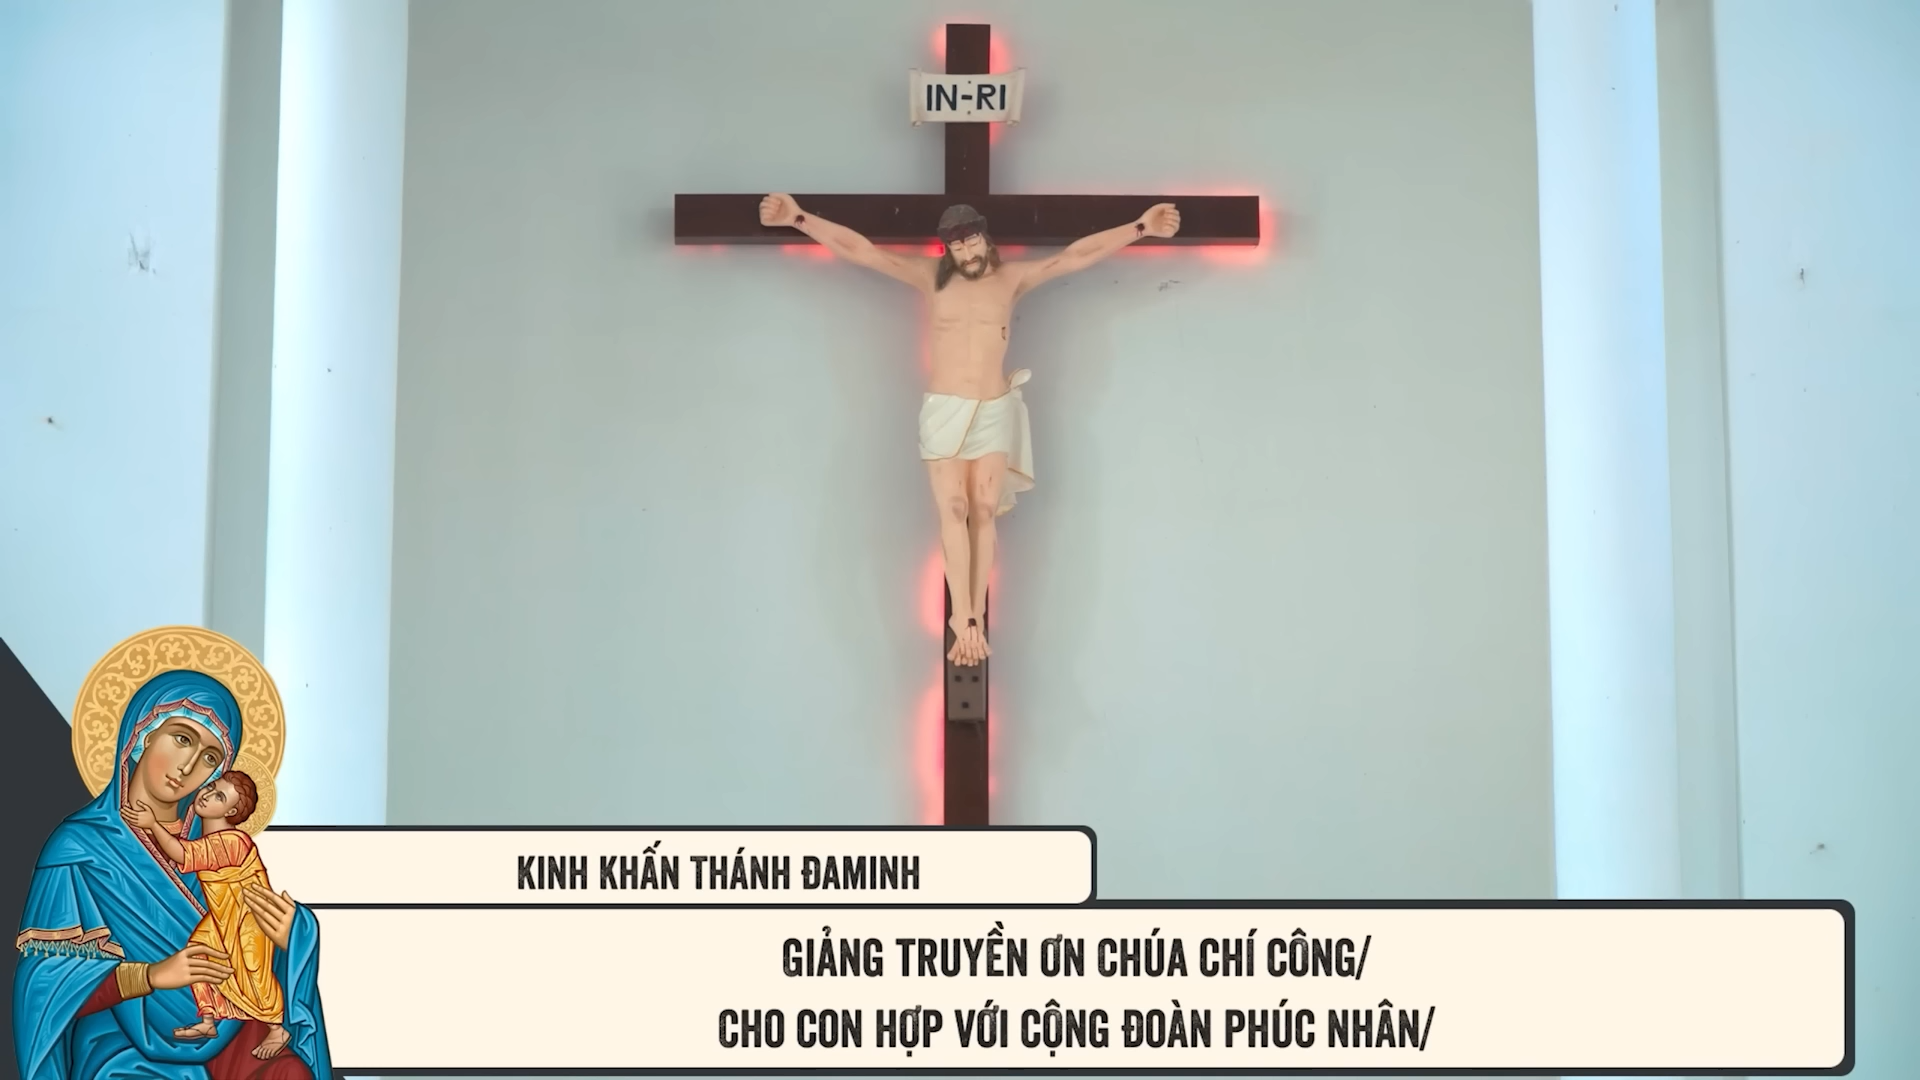 IN-RI
KINH KHẤN THÁNH ĐAMINH
GIẢNG TRUYỀN ƠN CHÚA CHÍ CÔNG/
CHO CON HỢP VỚI CỘNG ĐOÀN PHÚC NHÂN/